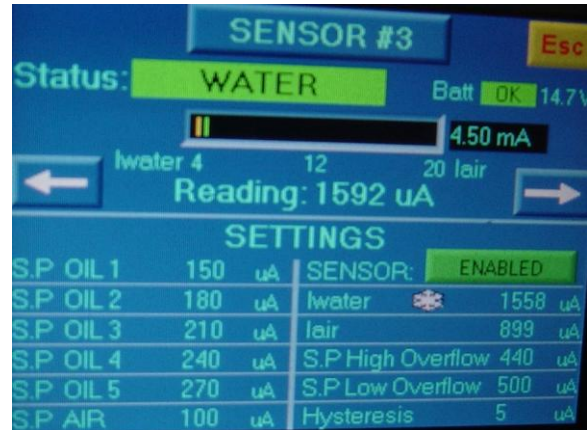 SENSOR #3
Esc
Status: WATER
Batt OK 14.7V
4.50 mA
Iwater 4 12 20 Iair
Reading: 1592 uA
SETTINGS
S.P OIL 1 150 uA SENSOR: ENABLED
S.P OIL 2 180 uA Iwater 1558 uA
S.P OIL 3 210 uA Iair 899 uA
S.P OIL 4 240 uA S.P High Overflow 440 uA
S.P OIL 5 270 uA S.P Low Overflow 500 uA
S.P AIR 100 uA Hysteresis 5 uA